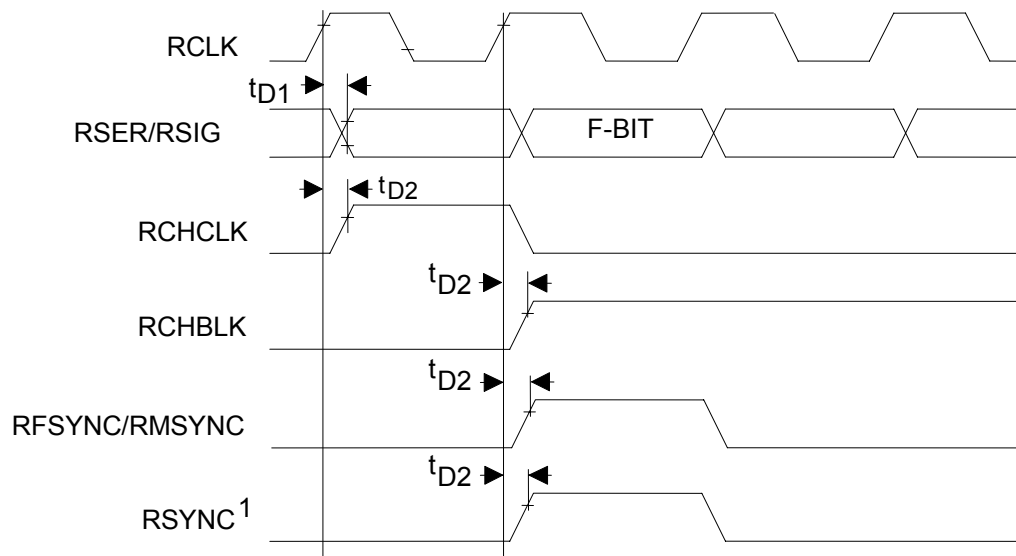 RCLK
tD1
RSER/RSIG
F-BIT
tD2
RCHCLK
tD2
RCHBLK
tD2
RFSYNC/RMSYNC
tD2
RSYNC1